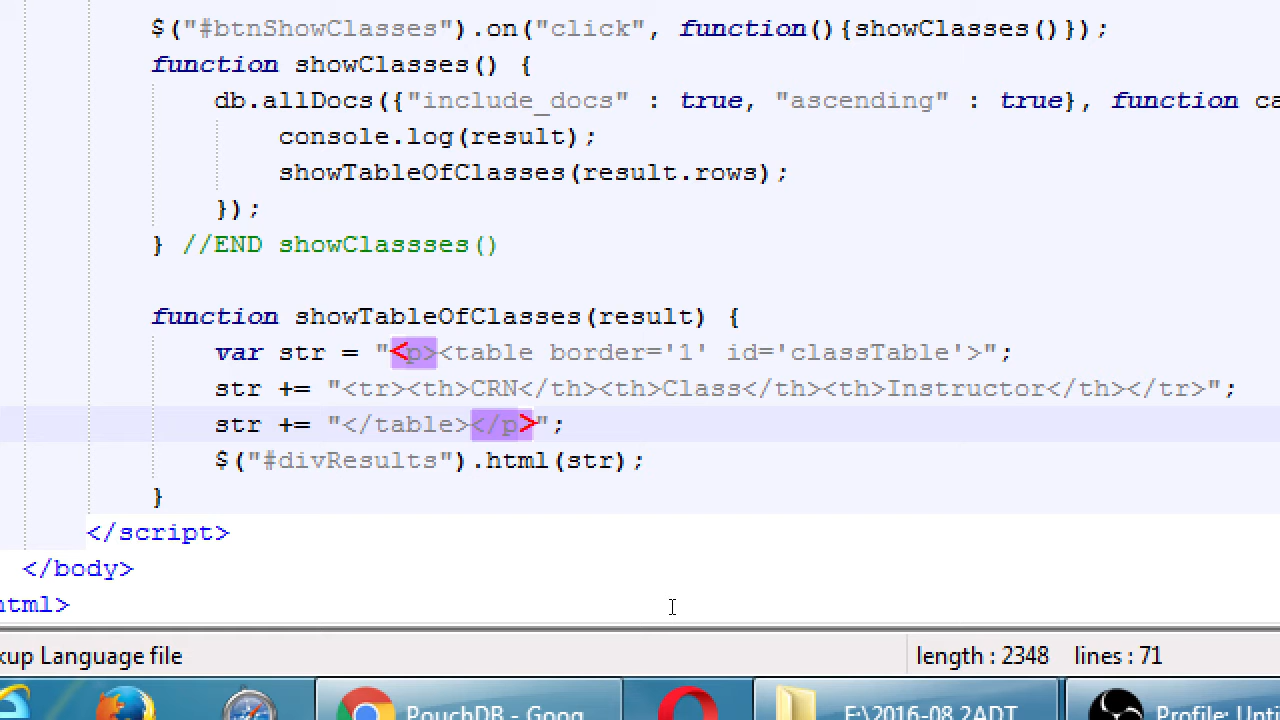 $("#btnShowClasses").on("click", function(){showClasses()});
function showClasses() {
db.allDocs({"include_docs" : true, "ascending" : true}, function ca
console.log(result);
showTableOfClasses(result.rows);
});
} //END showClassses()
function showTableOfClasses(result) {
var str = "<p><table border='1' id='classTable'>";
str += "<tr><th>CRN</th><th>Class</th><th>Instructor</th></tr>";
str += "</table></p>";
$("#divResults").html(str);
}
</script>
</body>
html>
kup Language file length : 2348 lines : 71
PouchDB - Goog F:\2016-08 2ADT Profile: Unti